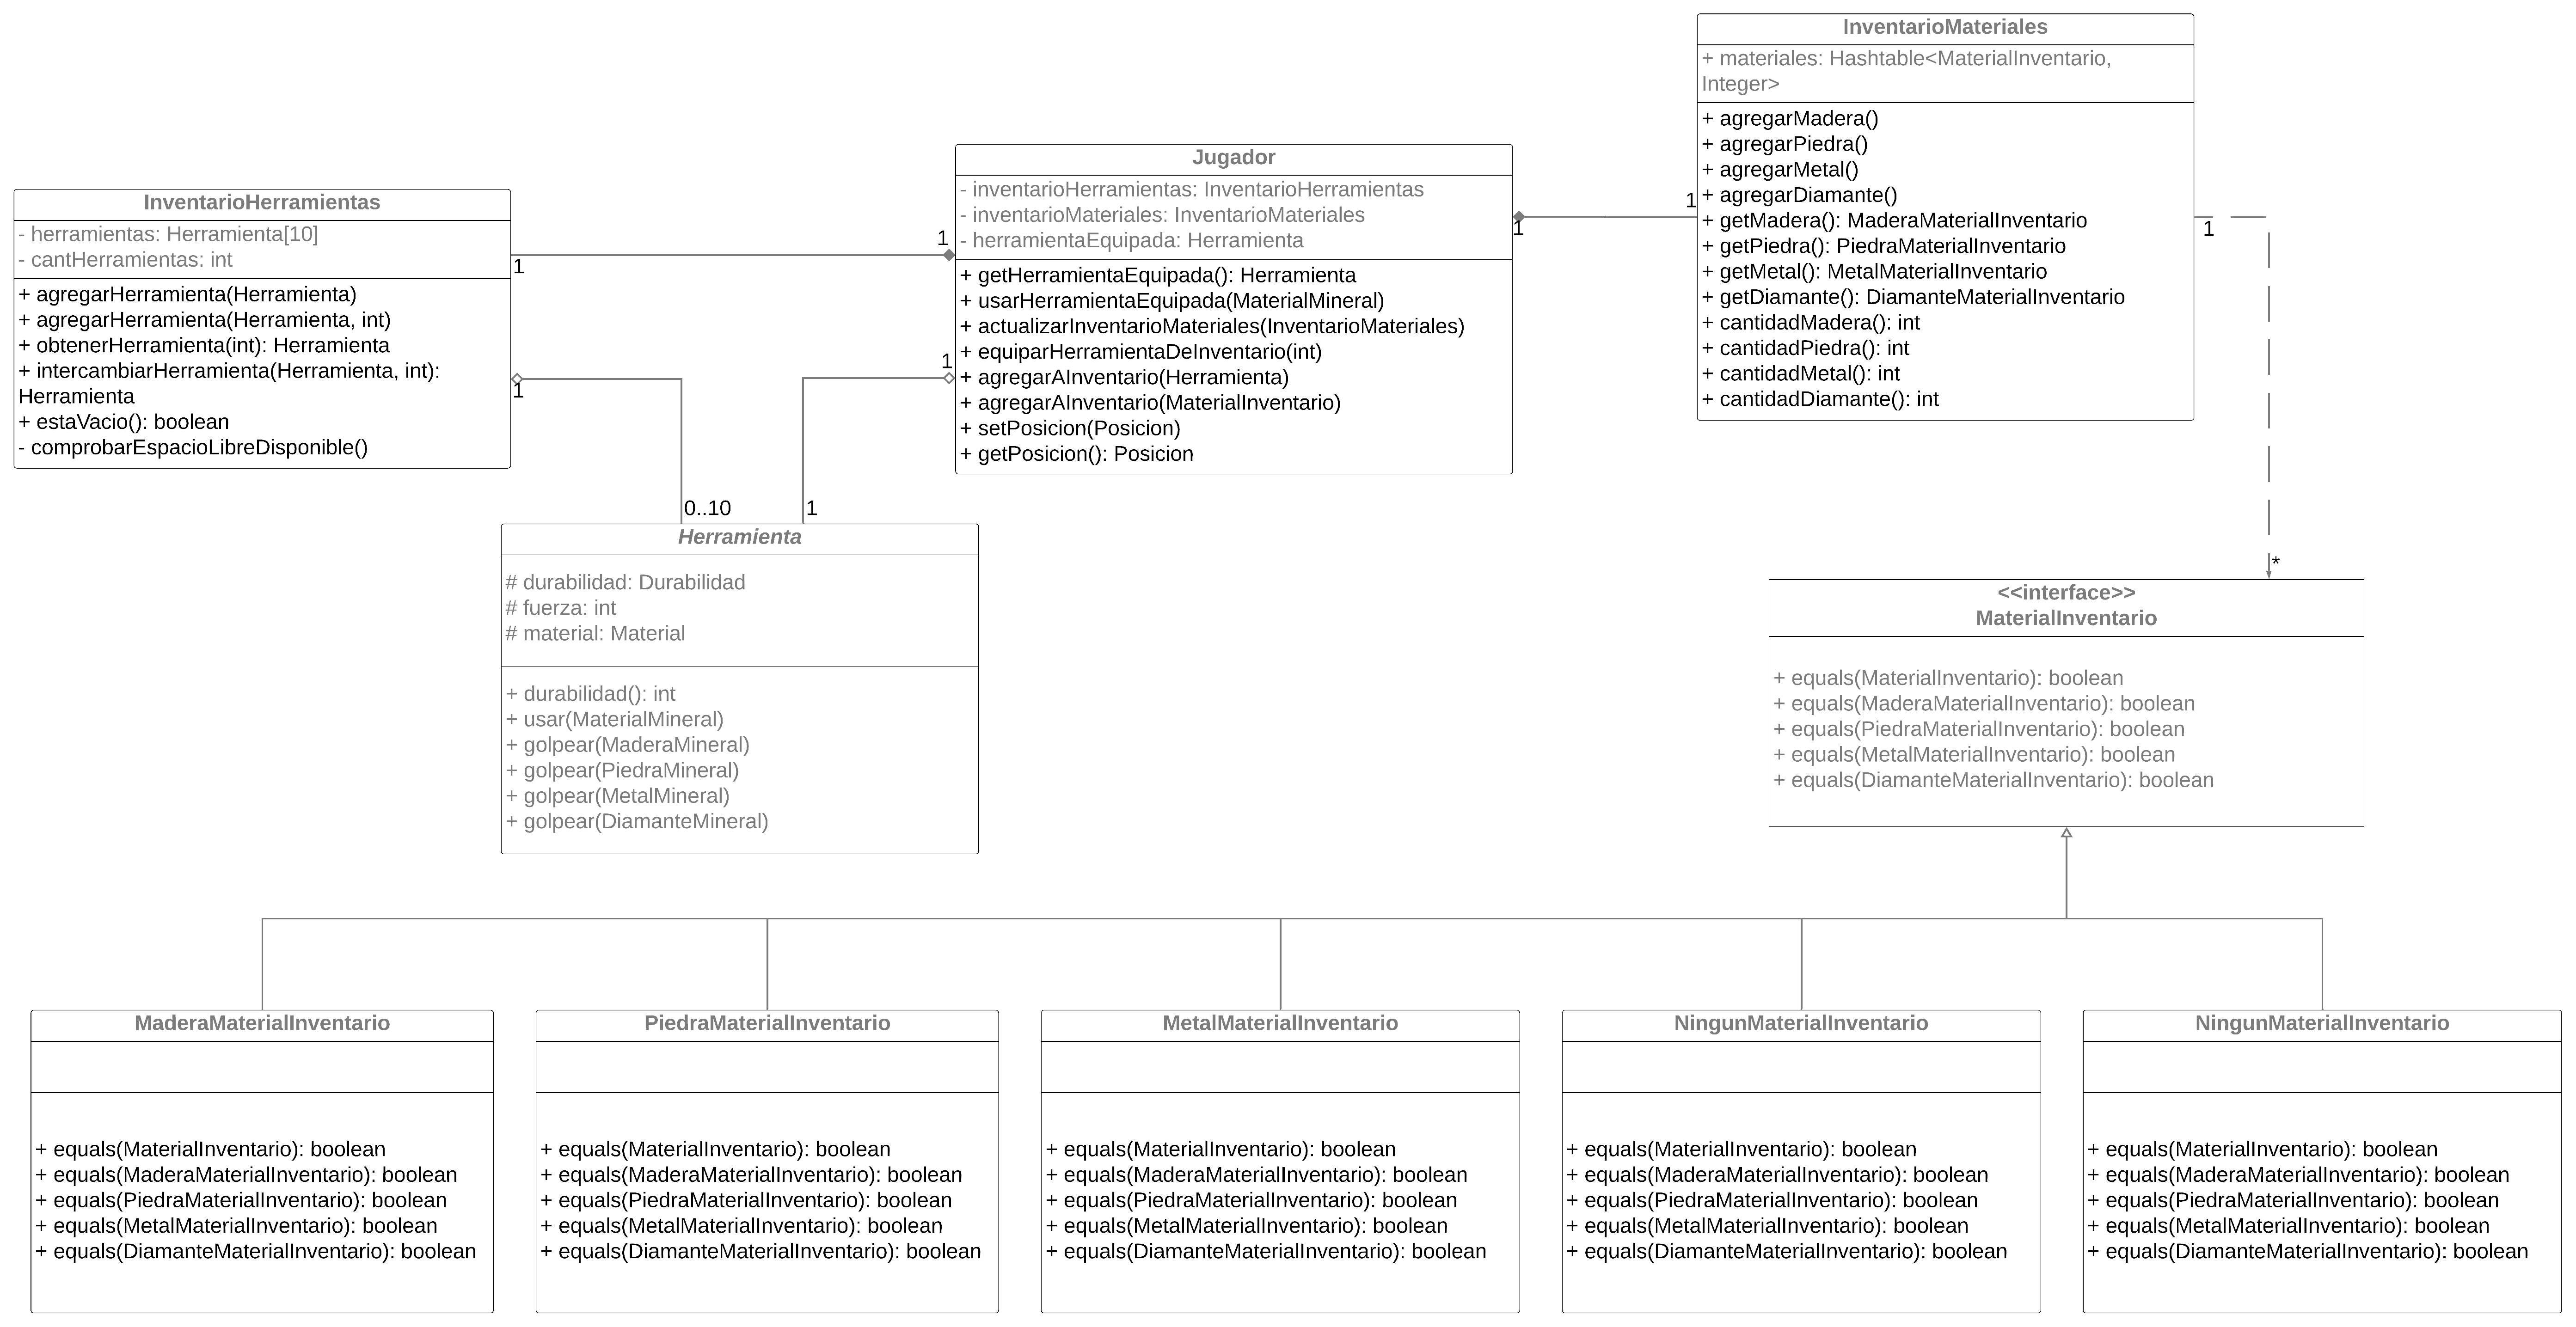 InventarioMateriales
+ materiales: Hashtable<MaterialInventario,
Integer>
+ agregarMadera()
+ agregarPiedra()
+ agregarMetal()
+ agregarDiamante()
+ getMadera(): MaderaMaterialInventario
+ getPiedra(): PiedraMaterialInventario
+ getMetal(): MetalMaterialInventario
+ getDiamante(): DiamanteMaterialInventario
+ cantidadMadera(): int
+ cantidadPiedra(): int
+ cantidadMetal(): int
+ cantidadDiamante(): int
Jugador
- inventarioHerramientas: InventarioHerramientas
- inventarioMateriales: InventarioMateriales
- herramientaEquipada: Herramienta
+ getHerramientaEquipada(): Herramienta
+ usarHerramientaEquipada(MaterialMineral)
+ actualizarInventarioMateriales(InventarioMateriales)
+ equiparHerramientaDeInventario(int)
+ agregarAInventario(Herramienta)
+ agregarAInventario(MaterialInventario)
+ setPosicion(Posicion)
+ getPosicion(): Posicion
InventarioHerramientas
- herramientas: Herramienta[10]
- cantHerramientas: int
+ agregarHerramienta(Herramienta)
+ agregarHerramienta(Herramienta, int)
+ obtenerHerramienta(int): Herramienta
+ intercambiarHerramienta(Herramienta, int):
Herramienta
+ estaVacio(): boolean
- comprobarEspacioLibreDisponible()
1
1
1
1
1
*
1
1
1
0..10
1
Herramienta
# durabilidad: Durabilidad
# fuerza: int
# material: Material
+ durabilidad(): int
+ usar(MaterialMineral)
+ golpear(MaderaMineral)
+ golpear(PiedraMineral)
+ golpear(MetalMineral)
+ golpear(DiamanteMineral)
<<interface>>
MaterialInventario
+ equals(MaterialInventario): boolean
+ equals(MaderaMaterialInventario): boolean
+ equals(PiedraMaterialInventario): boolean
+ equals(MetalMaterialInventario): boolean
+ equals(DiamanteMaterialInventario): boolean
MaderaMaterialInventario
+ equals(MaterialInventario): boolean
+ equals(MaderaMaterialInventario): boolean
+ equals(PiedraMaterialInventario): boolean
+ equals(MetalMaterialInventario): boolean
+ equals(DiamanteMaterialInventario): boolean
PiedraMaterialInventario
+ equals(MaterialInventario): boolean
+ equals(MaderaMaterialInventario): boolean
+ equals(PiedraMaterialInventario): boolean
+ equals(MetalMaterialInventario): boolean
+ equals(DiamanteMaterialInventario): boolean
MetalMaterialInventario
+ equals(MaterialInventario): boolean
+ equals(MaderaMaterialInventario): boolean
+ equals(PiedraMaterialInventario): boolean
+ equals(MetalMaterialInventario): boolean
+ equals(DiamanteMaterialInventario): boolean
NingunMaterialInventario
+ equals(MaterialInventario): boolean
+ equals(MaderaMaterialInventario): boolean
+ equals(PiedraMaterialInventario): boolean
+ equals(MetalMaterialInventario): boolean
+ equals(DiamanteMaterialInventario): boolean
NingunMaterialInventario
+ equals(MaterialInventario): boolean
+ equals(MaderaMaterialInventario): boolean
+ equals(PiedraMaterialInventario): boolean
+ equals(MetalMaterialInventario): boolean
+ equals(DiamanteMaterialInventario): boolean